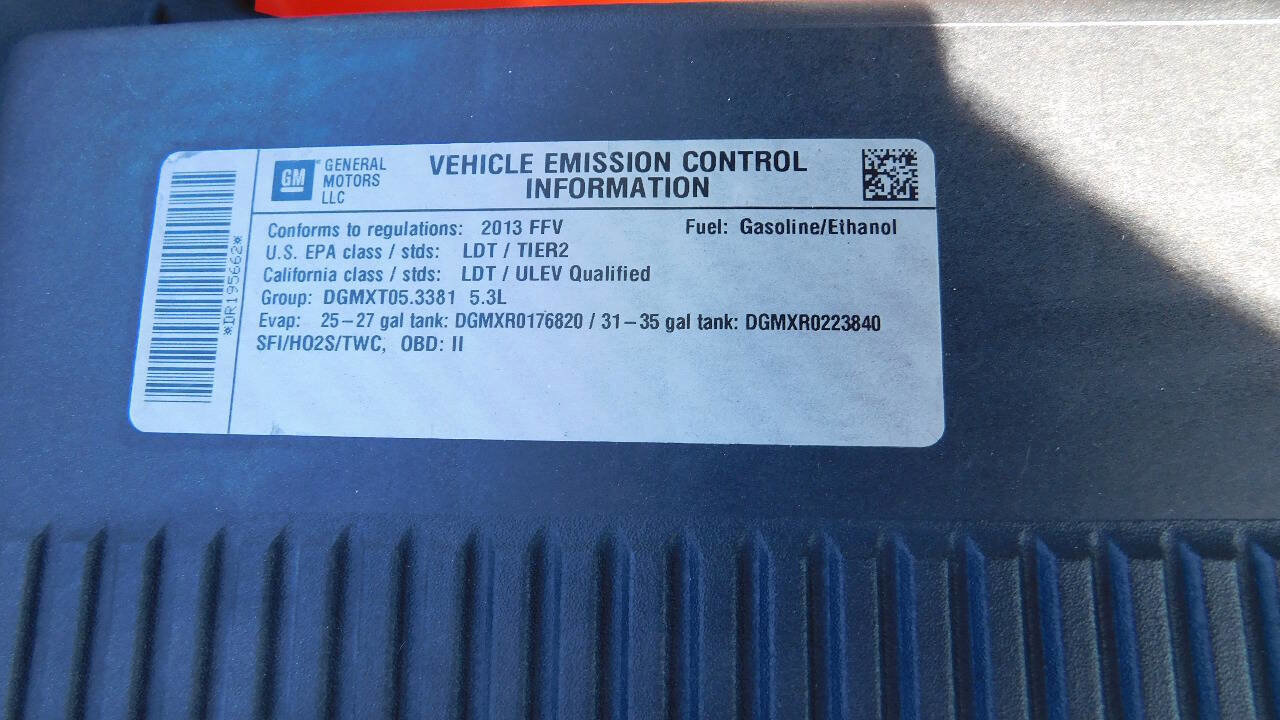 *DR195662*
GM
GENERAL
MOTORS
LLC
VEHICLE EMISSION CONTROL
INFORMATION
Conforms to regulations: 2013 FFV Fuel: Gasoline/Ethanol
U.S. EPA class / stds: LDT / TIER2
California class / stds: LDT / ULEV Qualified
Group: DGMXT05.3381 5.3L
Evap: 25-27 gal tank: DGMXR0176820 / 31-35 gal tank: DGMXR0223840
SFI/HO2S/TWC, OBD: II